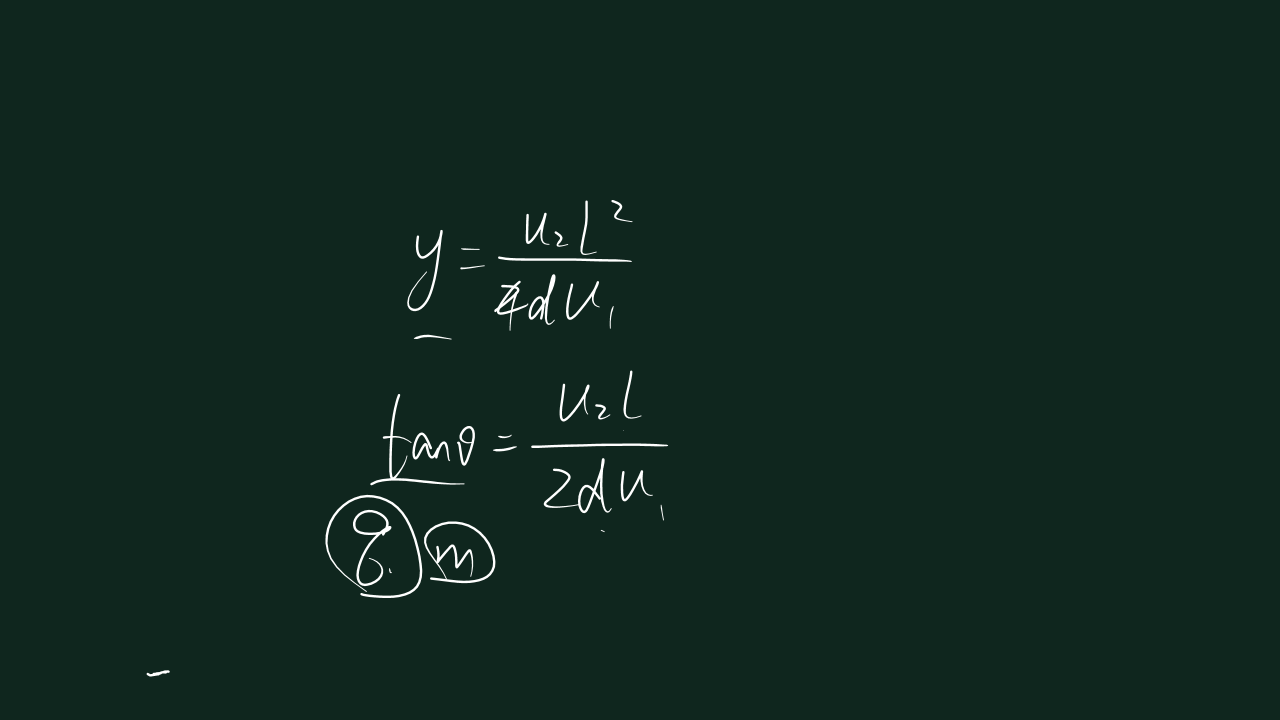 y = u₂l² / 4du₁
tanθ = u₂l / 2du₁
q m